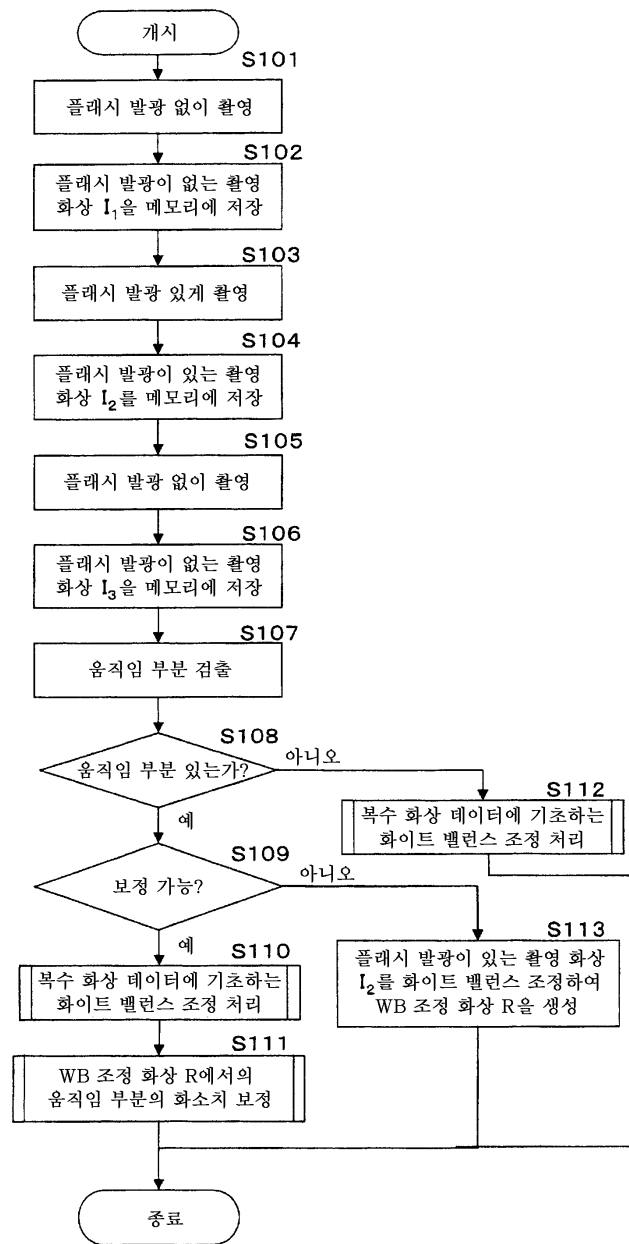 개시
S101
플래시 발광 없이 촬영
S102
플래시 발광이 없는 촬영
화상 I₁을 메모리에 저장
S103
플래시 발광 있게 촬영
S104
플래시 발광이 있는 촬영
화상 I₂를 메모리에 저장
S105
플래시 발광 없이 촬영
S106
플래시 발광이 없는 촬영
화상 I₃을 메모리에 저장
S107
움직임 부분 검출
S108
움직임 부분 있는가?
아니오
예
S112
복수 화상 데이터에 기초하는
화이트 밸런스 조정 처리
S109
보정 가능?
아니오
예
S113
플래시 발광이 있는 촬영 화상
I₂를 화이트 밸런스 조정하여
WB 조정 화상 R을 생성
S110
복수 화상 데이터에 기초하는
화이트 밸런스 조정 처리
S111
WB 조정 화상 R에서의
움직임 부분의 화소치 보정
종료